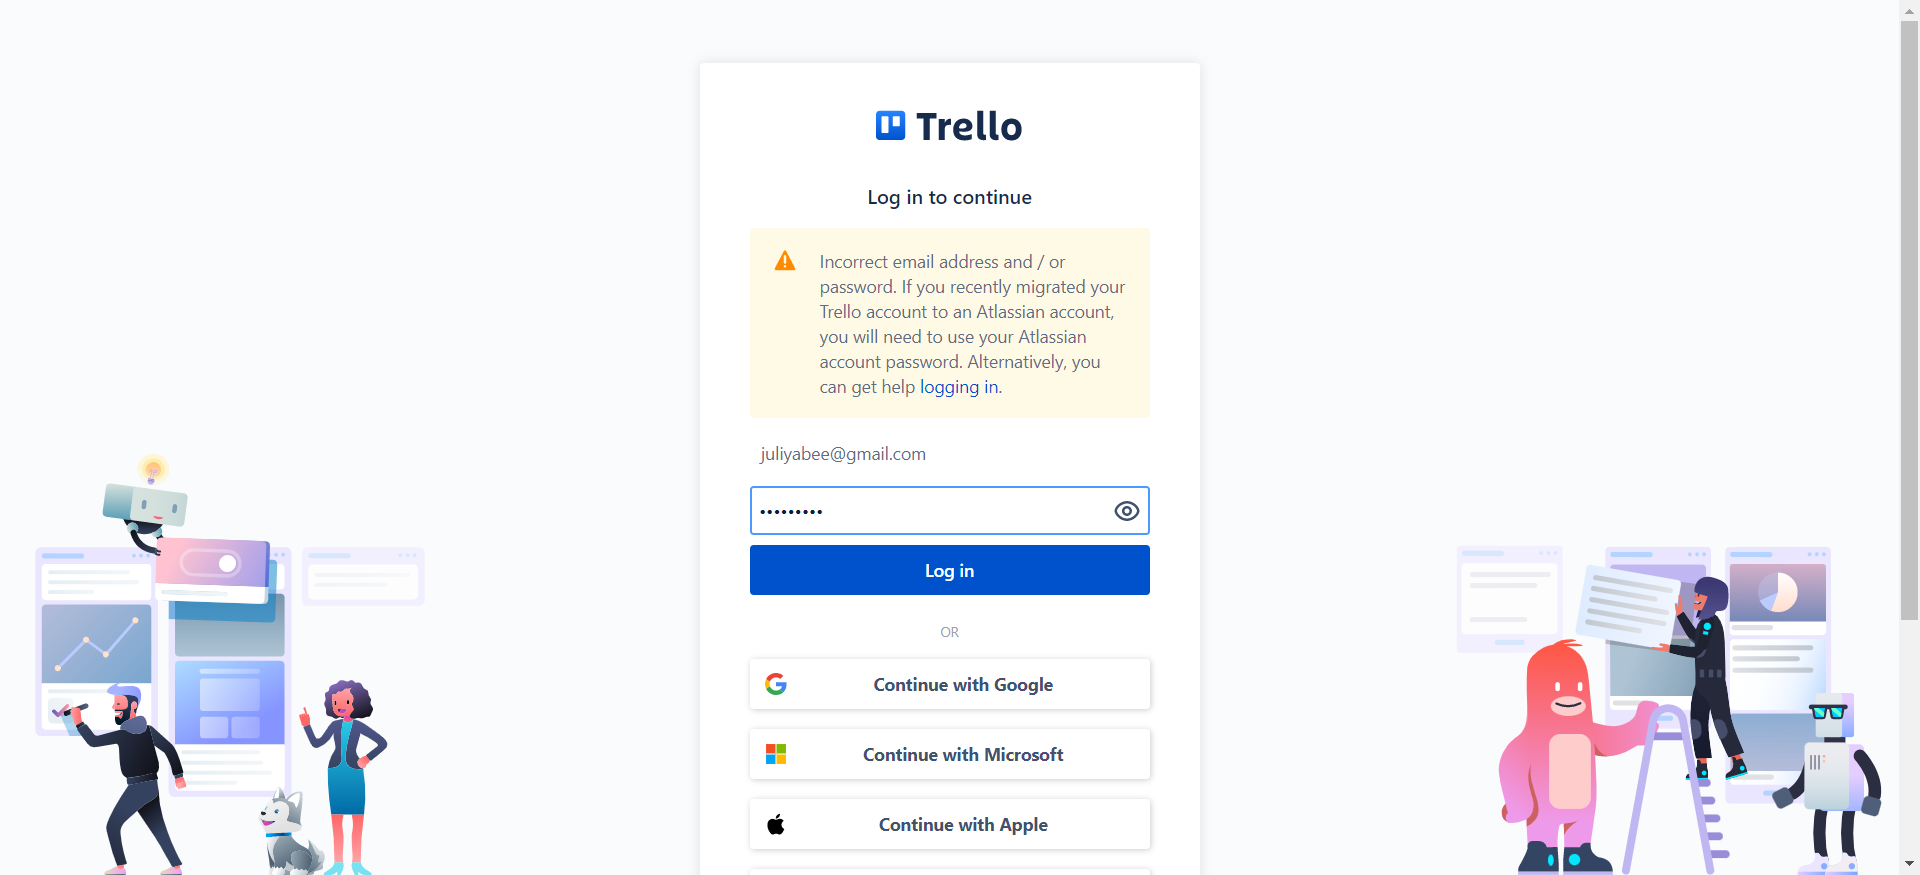 Trello
Log in to continue
Incorrect email address and / or
password. If you recently migrated your
Trello account to an Atlassian account,
you will need to use your Atlassian
account password. Alternatively, you
can get help logging in.
juliyabee@gmail.com
•••••••••
Log in
OR
Continue with Google
Continue with Microsoft
Continue with Apple